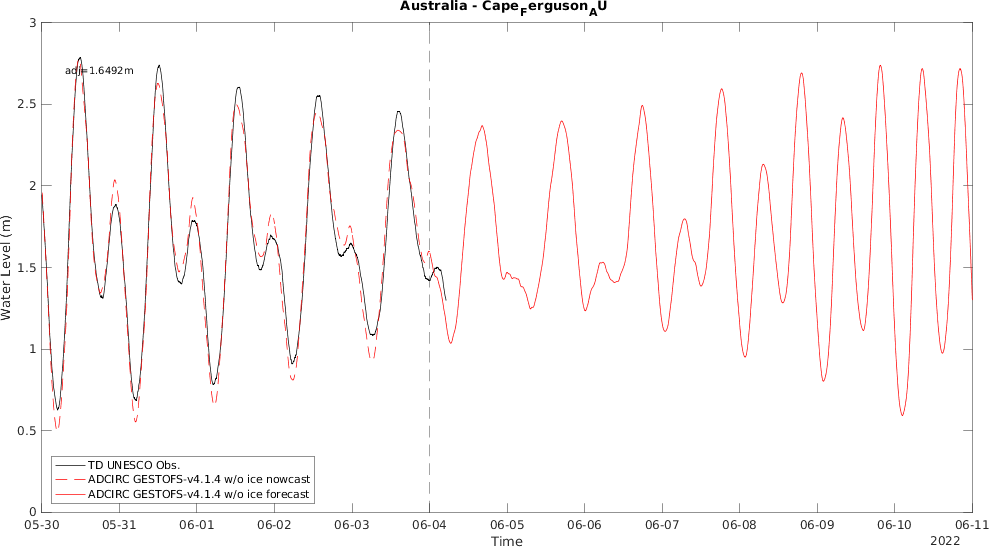 Australia - Cape_Ferguson_AU
3
adj=1.6492m
2.5
2
1.5
1
0.5
0
Water Level (m)
TD UNESCO Obs.
ADCIRC GESTOFS-v4.1.4 w/o ice nowcast
ADCIRC GESTOFS-v4.1.4 w/o ice forecast
05-30 05-31 06-01 06-02 06-03 06-04 06-05 06-06 06-07 06-08 06-09 06-10 06-11
Time
2022